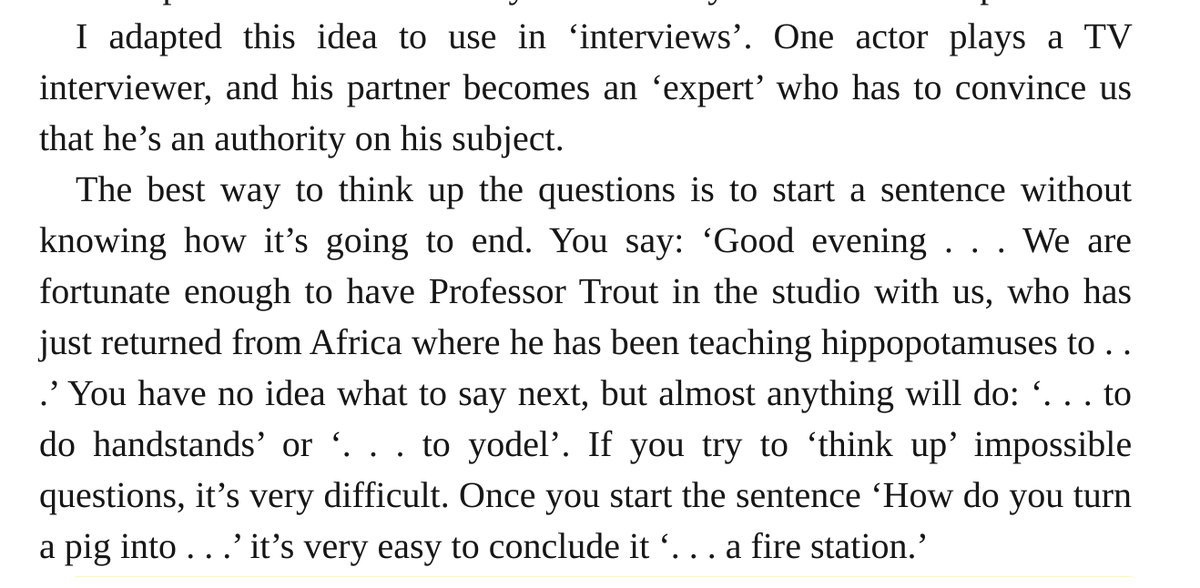 I adapted this idea to use in ‘interviews’. One actor plays a TV
interviewer, and his partner becomes an ‘expert’ who has to convince us
that he’s an authority on his subject.
The best way to think up the questions is to start a sentence without
knowing how it’s going to end. You say: ‘Good evening . . . We are
fortunate enough to have Professor Trout in the studio with us, who has
just returned from Africa where he has been teaching hippopotamuses to . .
.’ You have no idea what to say next, but almost anything will do: ‘. . . to
do handstands’ or ‘. . . to yodel’. If you try to ‘think up’ impossible
questions, it’s very difficult. Once you start the sentence ‘How do you turn
a pig into . . .’ it’s very easy to conclude it ‘. . . a fire station.’